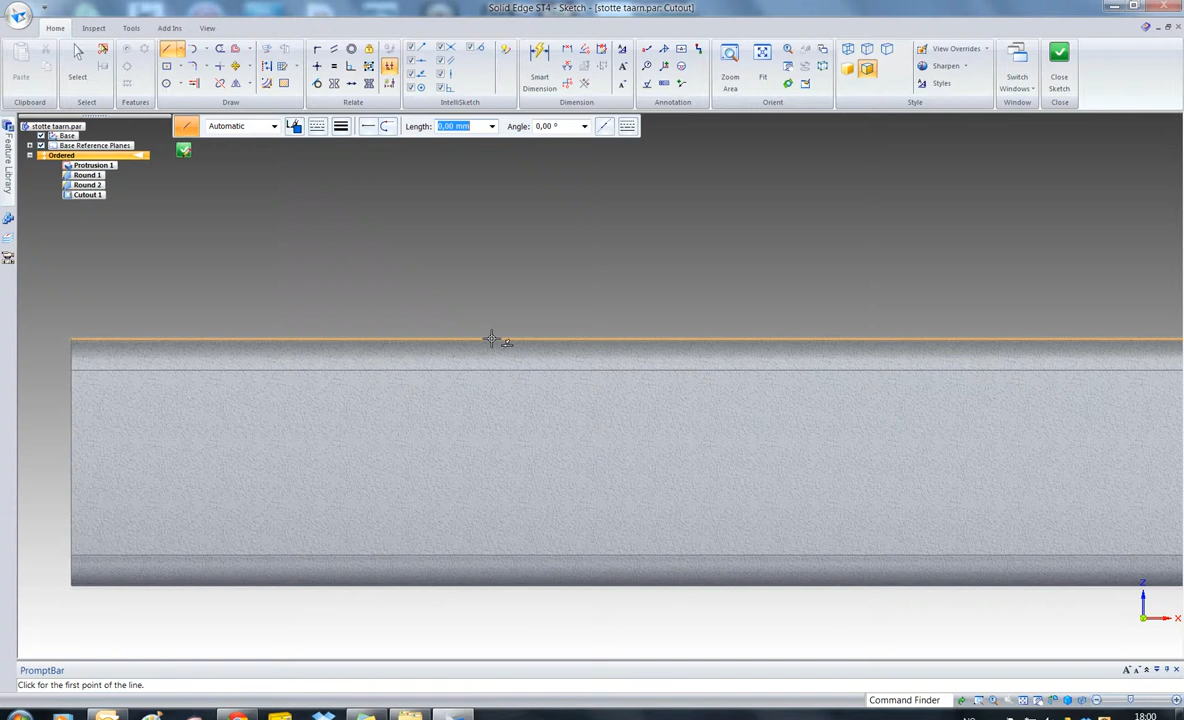 Solid Edge ST4 - Sketch - [stotte taarn.par: Cutout]
Home Inspect Tools Add Ins View
Paste
Select
Smart
Dimension
Zoom
Area
Fit
View Overrides
Sharpen
Styles
Switch
Windows
Close
Sketch
Clipboard Select Features Draw Relate IntelliSketch Dimension Annotation Orient Style Window Close
Automatic Length: 0,00 mm Angle: 0,00 °
stotte taarn.par
Base
Base Reference Planes
Ordered
Protrusion 1
Round 1
Round 2
Cutout 1
Feature Library
Z
X
PromptBar
Click for the first point of the line.
Command Finder
18:00